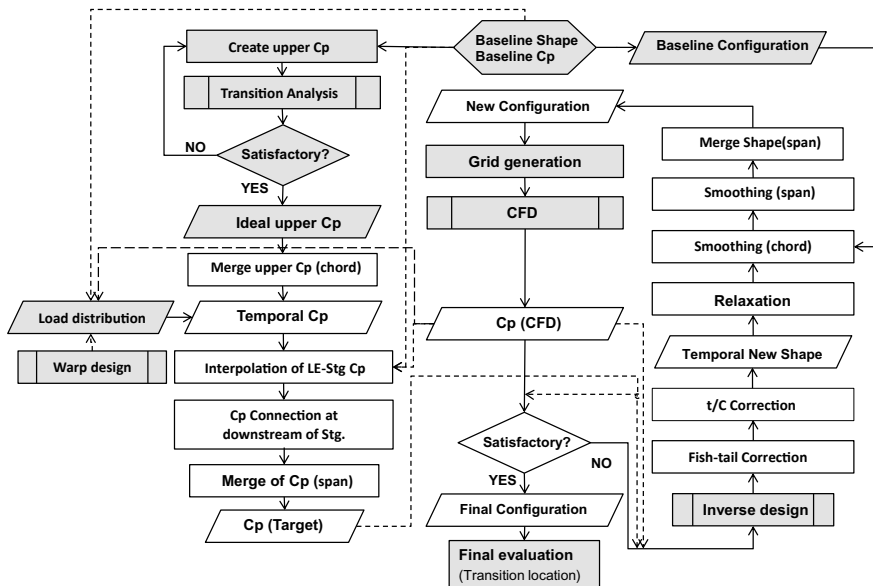 Create upper Cp
Transition Analysis
NO
Satisfactory?
YES
Ideal upper Cp
Merge upper Cp (chord)
Load distribution
Temporal Cp
Warp design
Interpolation of LE-Stg Cp
Cp Connection at
downstream of Stg.
Merge of Cp (span)
Cp (Target)
Baseline Shape
Baseline Cp
Baseline Configuration
New Configuration
Grid generation
CFD
Cp (CFD)
Satisfactory?
NO
YES
Final Configuration
Final evaluation
(Transition location)
Merge Shape(span)
Smoothing (span)
Smoothing (chord)
Relaxation
Temporal New Shape
t/C Correction
Fish-tail Correction
Inverse design